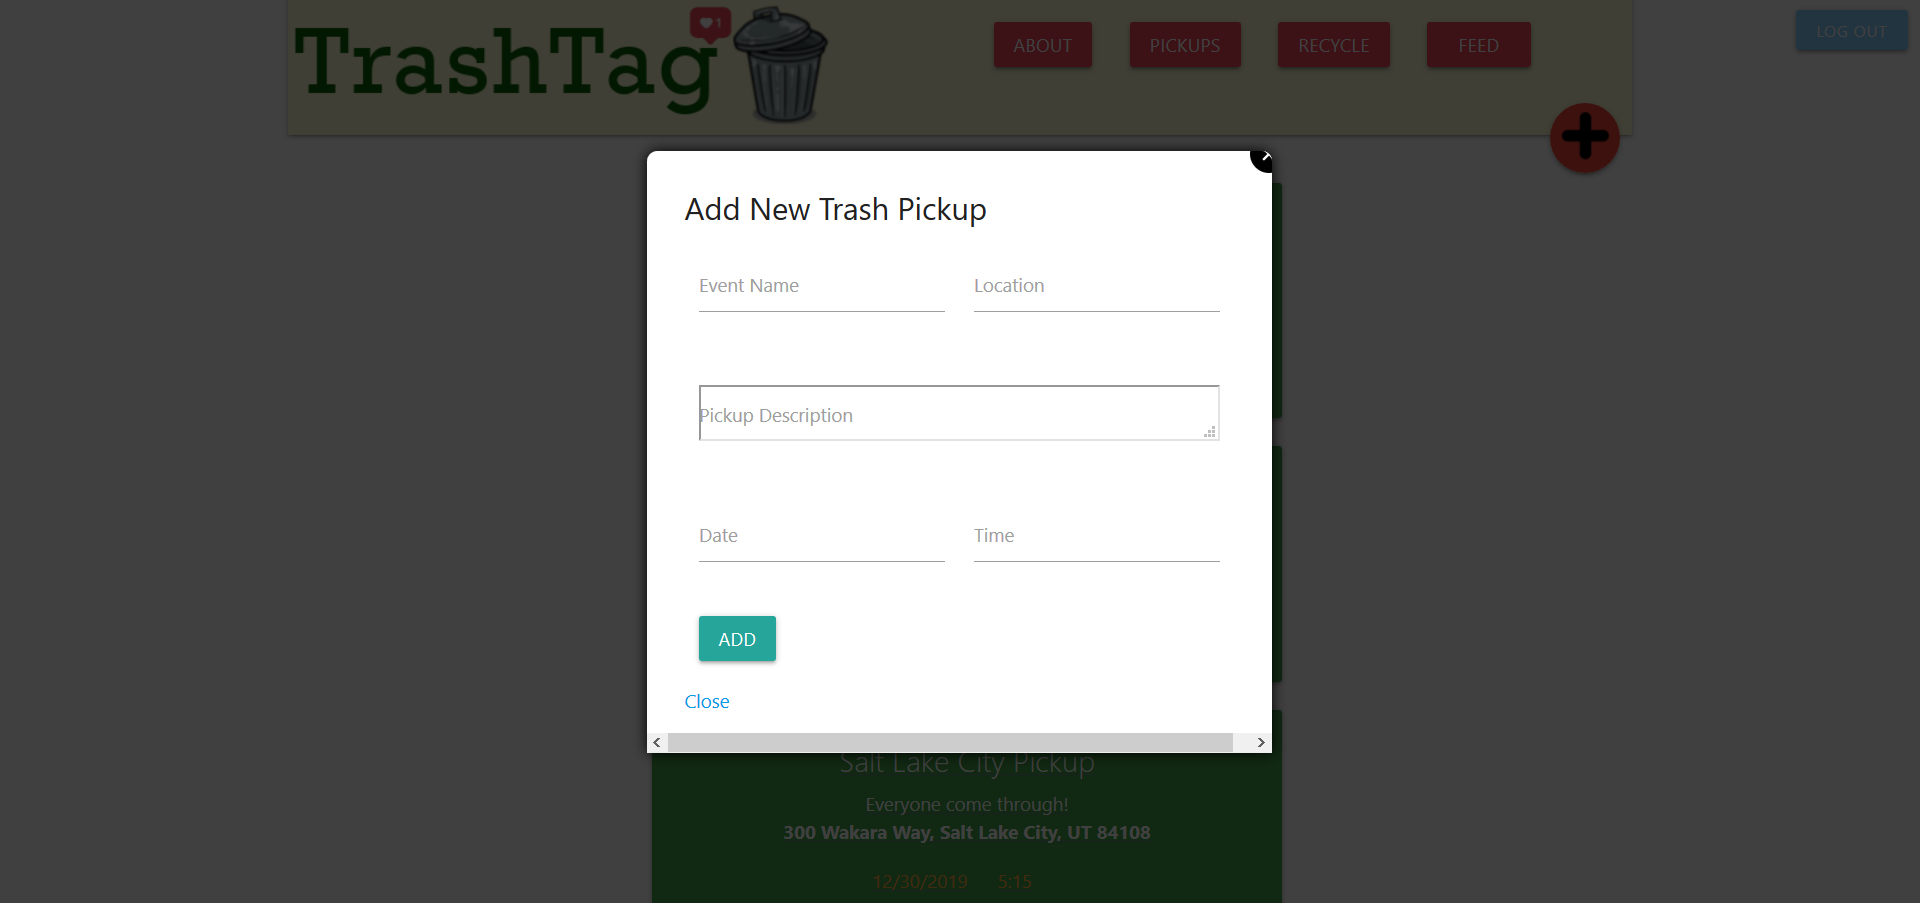 TrashTag
1
ABOUT
PICKUPS
RECYCLE
FEED
LOG OUT
Add New Trash Pickup
Event Name
Location
Pickup Description
Date
Time
ADD
Close
Salt Lake City Pickup
Everyone come through!
300 Wakara Way, Salt Lake City, UT 84108
12/30/2019 5:15